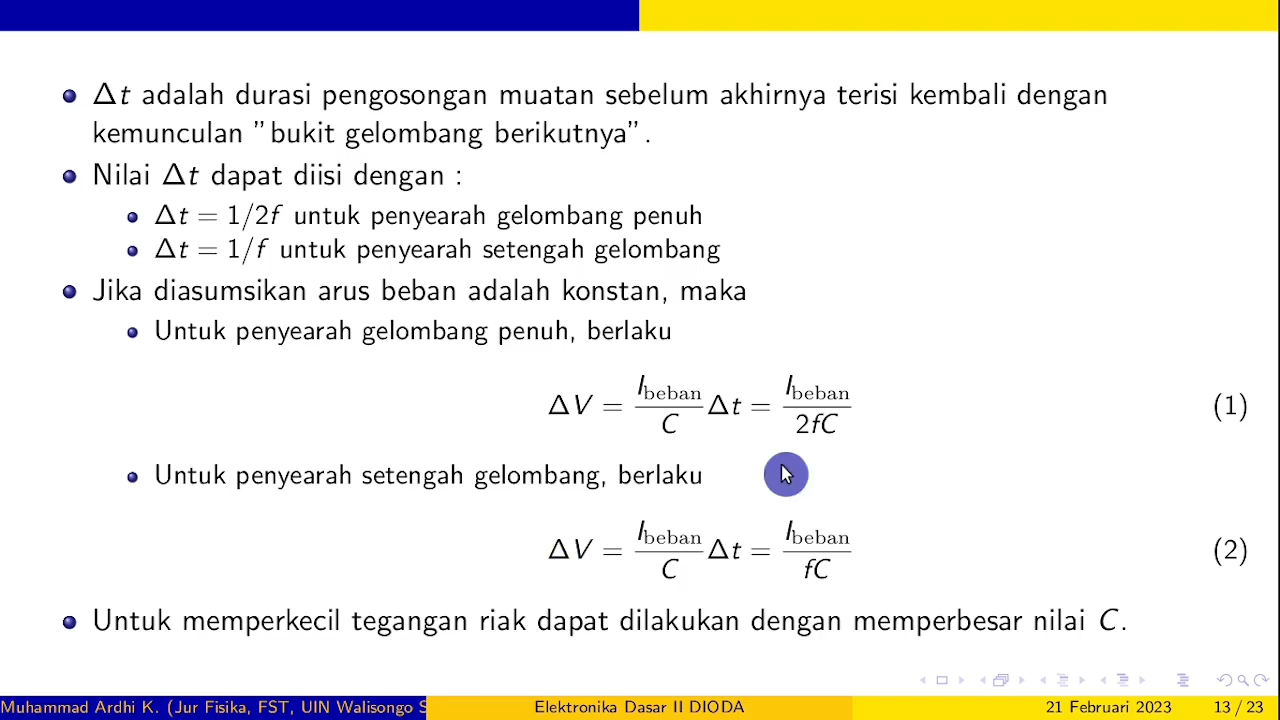 Δt adalah durasi pengosongan muatan sebelum akhirnya terisi kembali dengan
kemunculan ”bukit gelombang berikutnya”.
Nilai Δt dapat diisi dengan :
Δt = 1/2f untuk penyearah gelombang penuh
Δt = 1/f untuk penyearah setengah gelombang
Jika diasumsikan arus beban adalah konstan, maka
Untuk penyearah gelombang penuh, berlaku
ΔV = I_beban/C Δt = I_beban/2fC (1)
Untuk penyearah setengah gelombang, berlaku
ΔV = I_beban/C Δt = I_beban/fC (2)
Untuk memperkecil tegangan riak dapat dilakukan dengan memperbesar nilai C.
Muhammad Ardhi K. (Jur Fisika, FST, UIN Walisongo S Elektronika Dasar II DIODA 21 Februari 2023 13 / 23